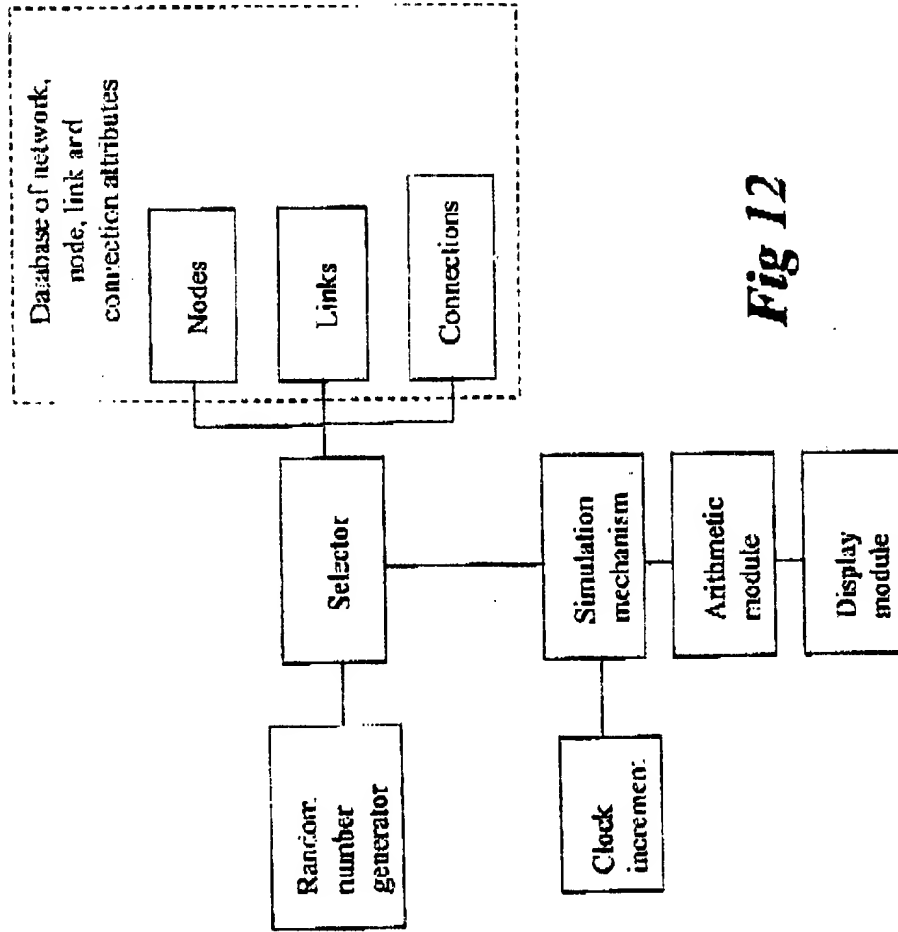 Database of network,
node, link and
connection attributes
Nodes
Links
Connections
Selector
Random
number
generator
Simulation
mechanism
Clock
increment
Arithmetic
module
Display
module
Fig 12